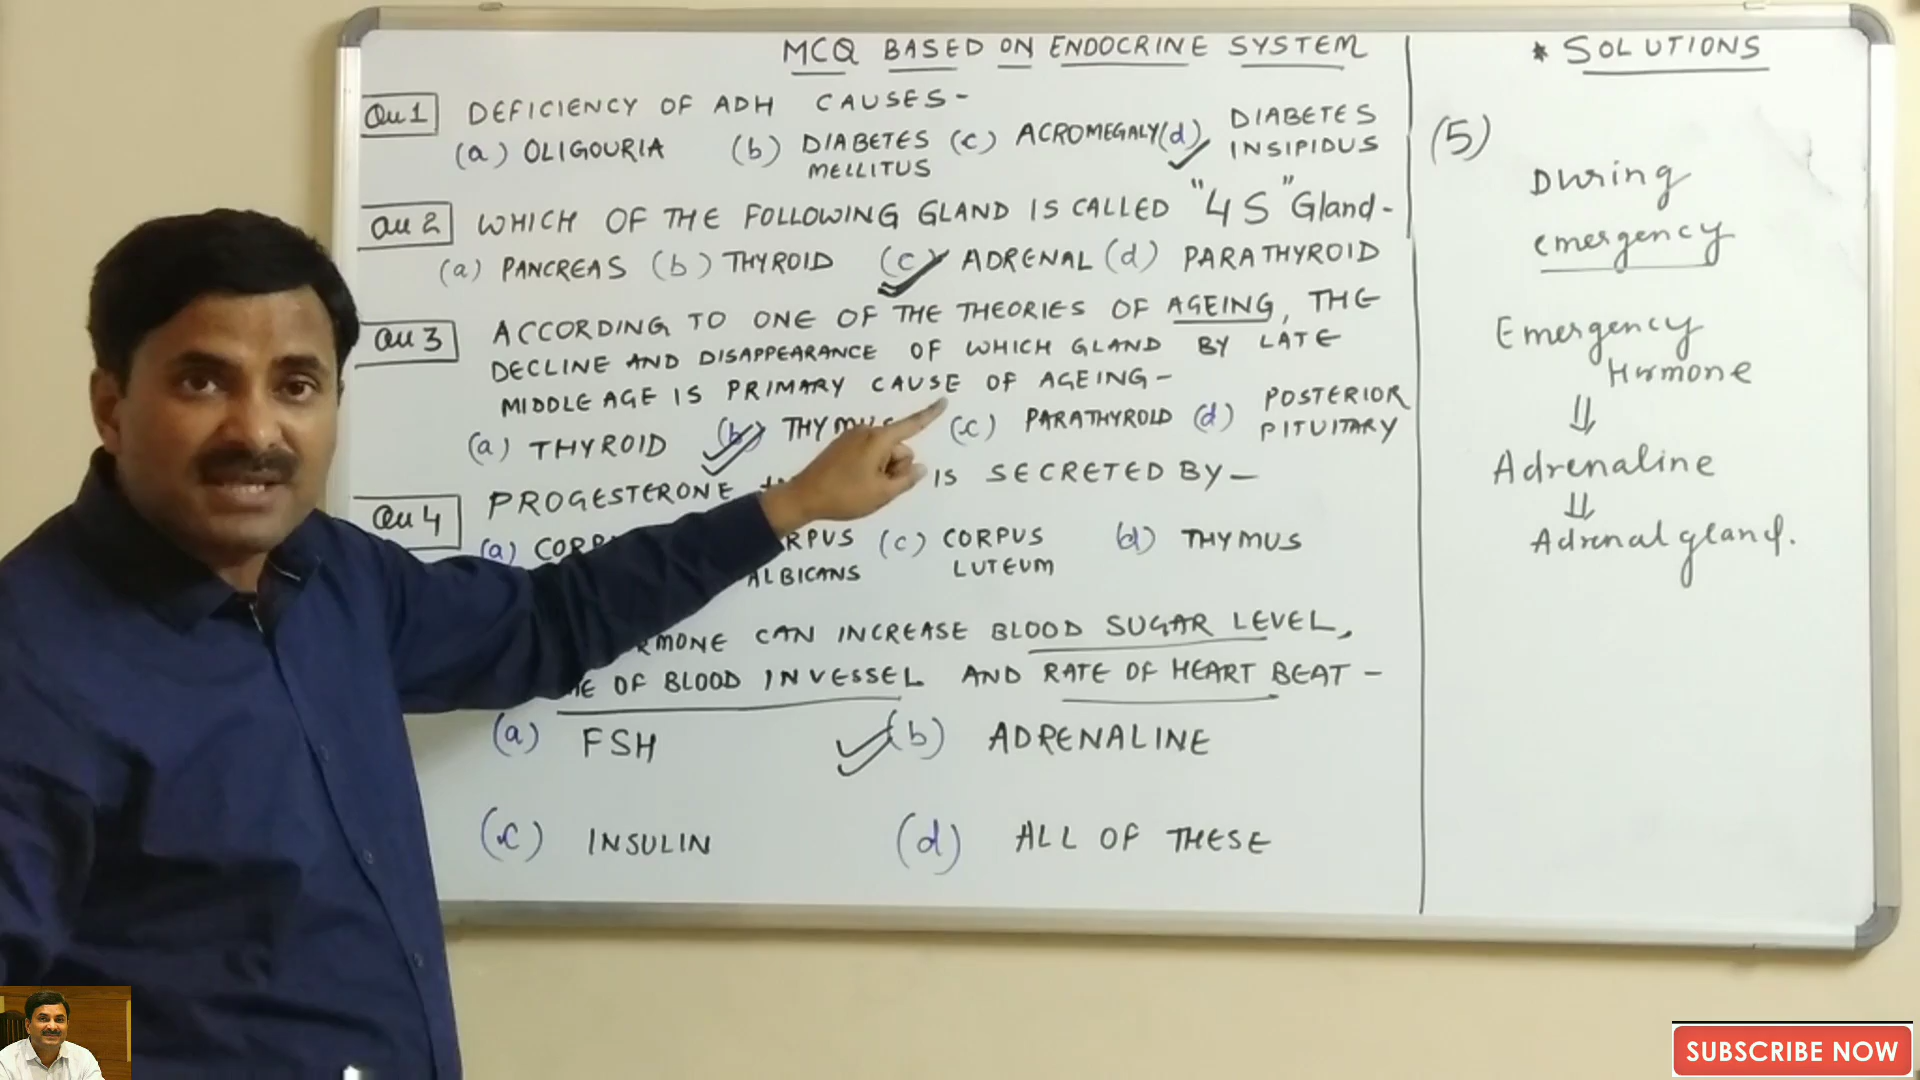 MCQ BASED ON ENDOCRINE SYSTEM
Qu 1 DEFICIENCY OF ADH CAUSES-
(a) OLIGOURIA (b) DIABETES MELLITUS (c) ACROMEGALY (d) DIABETES INSIPIDUS
Qu 2 WHICH OF THE FOLLOWING GLAND IS CALLED "4 S" Gland-
(a) PANCREAS (b) THYROID (c) ADRENAL (d) PARATHYROID
Qu 3 ACCORDING TO ONE OF THE THEORIES OF AGEING, THE
DECLINE AND DISAPPEARANCE OF WHICH GLAND BY LATE
MIDDLE AGE IS PRIMARY CAUSE OF AGEING-
(a) THYROID (b) THYMUS (c) PARATHYROID (d) POSTERIOR PITUITARY
Qu 4 PROGESTERONE IS SECRETED BY-
(a) ALBICANS (c) CORPUS LUTEUM (d) THYMUS
CAN INCREASE BLOOD SUGAR LEVEL,
OF BLOOD IN VESSEL AND RATE OF HEART BEAT-
(a) FSH (b) ADRENALINE
(c) INSULIN (d) ALL OF THESE
* SOLUTIONS
(5)
During
emergency
Emergency
Hormone
⇓
Adrenaline
⇓
Adrenal gland.
SUBSCRIBE NOW